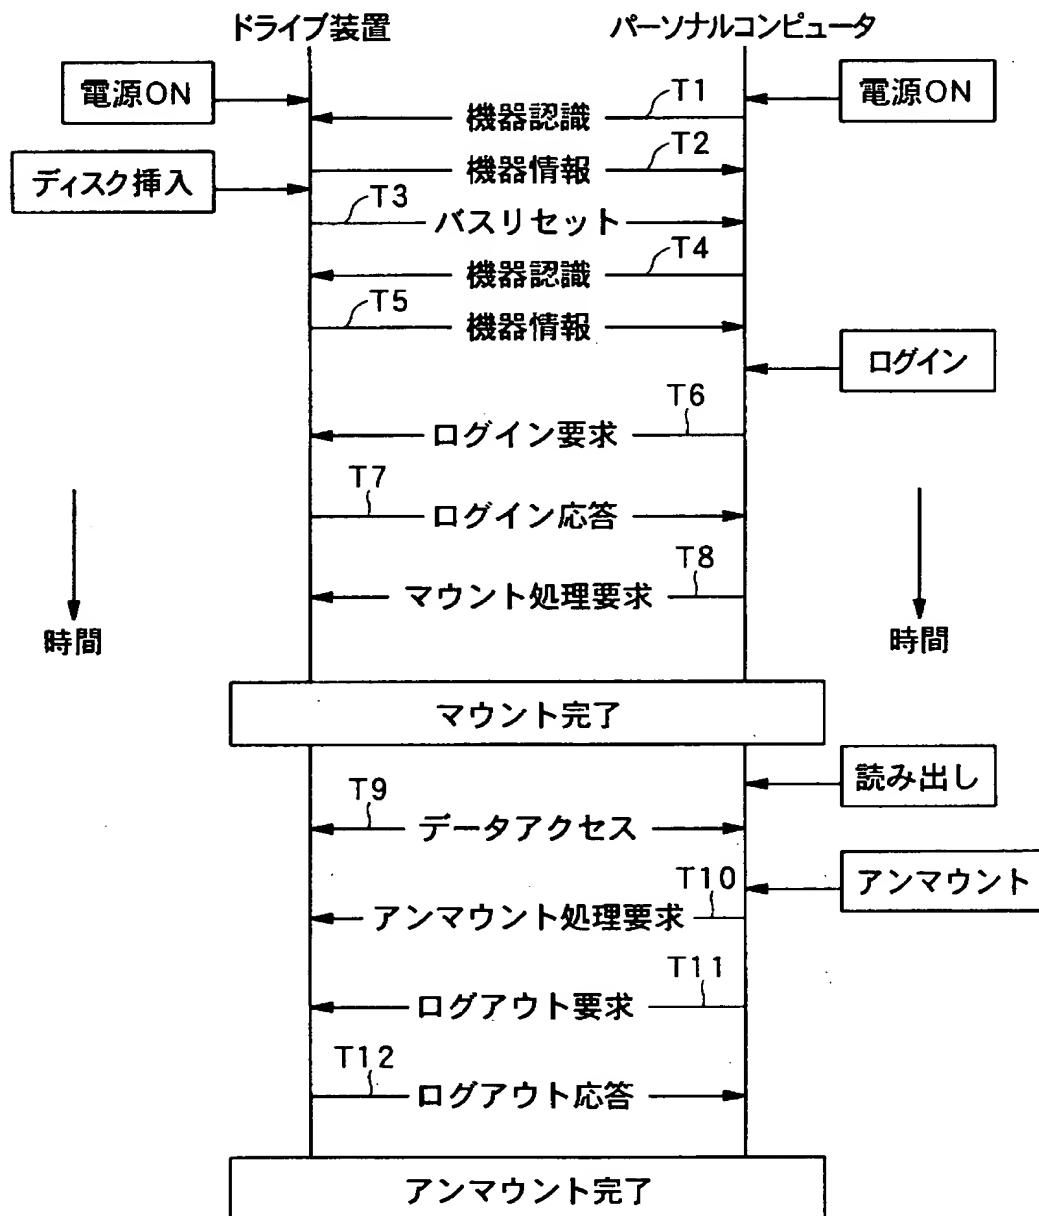 ドライブ装置
パーソナルコンピュータ
電源ON
電源ON
T1
機器認識
T2
機器情報
ディスク挿入
T3
バスリセット
T4
機器認識
T5
機器情報
ログイン
T6
ログイン要求
T7
ログイン応答
T8
マウント処理要求
時間
時間
マウント完了
読み出し
T9
データアクセス
アンマウント
T10
アンマウント処理要求
T11
ログアウト要求
T12
ログアウト応答
アンマウント完了